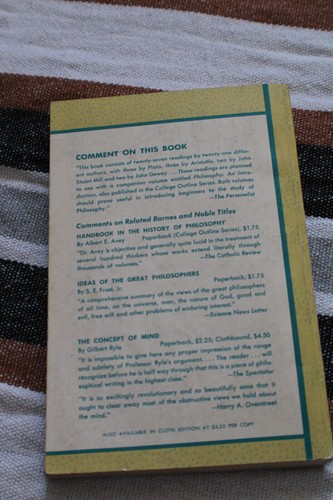 COMMENT ON THIS BOOK
"This book consists of twenty-seven readings by twenty-one differ-
ent authors, with three by Plato, three by Aristotle, two by John
Stuart Mill, and two by John Dewey. . . . These readings are planned
to use with a companion volume entitled Philosophy: An Intro-
duction, also published in the College Outline Series. Both volumes
should prove useful in introducing beginners to the study of
Philosophy."
—The Personalist
Comments on Related Barnes and Noble Titles
HANDBOOK IN THE HISTORY OF PHILOSOPHY
By Albert E. Avey Paperback (College Outline Series), $1.75
"Dr. Avey is objective and generally quite lucid in the treatment of
several hundred thinkers whose works extend literally through
thousands of volumes."
—The Catholic Review
IDEAS OF THE GREAT PHILOSOPHERS
By S. E. Frost, Jr. Paperback, $1.75
"A comprehensive summary of the views of the great philosophers
of all time, on the universe, man, the nature of God, good and
evil, free will and other problems of enduring interest."
—Science News Letter
THE CONCEPT OF MIND
By Gilbert Ryle Paperback, $2.25; Clothbound, $4.50
"It is impossible to give here any proper impression of the range
and subtlety of Professor Ryle's argument. . . . The reader . . . will
recognize before he is half way through that this is a piece of philo-
sophical writing in the highest class."
—The Spectator
"It is so excitingly revolutionary and so beautifully sane that it
ought to clear away most of the obstructive views we hold about
the mind."
—Harry A. Overstreet
ALSO AVAILABLE IN CLOTH EDITION AT $3.25 PER COPY